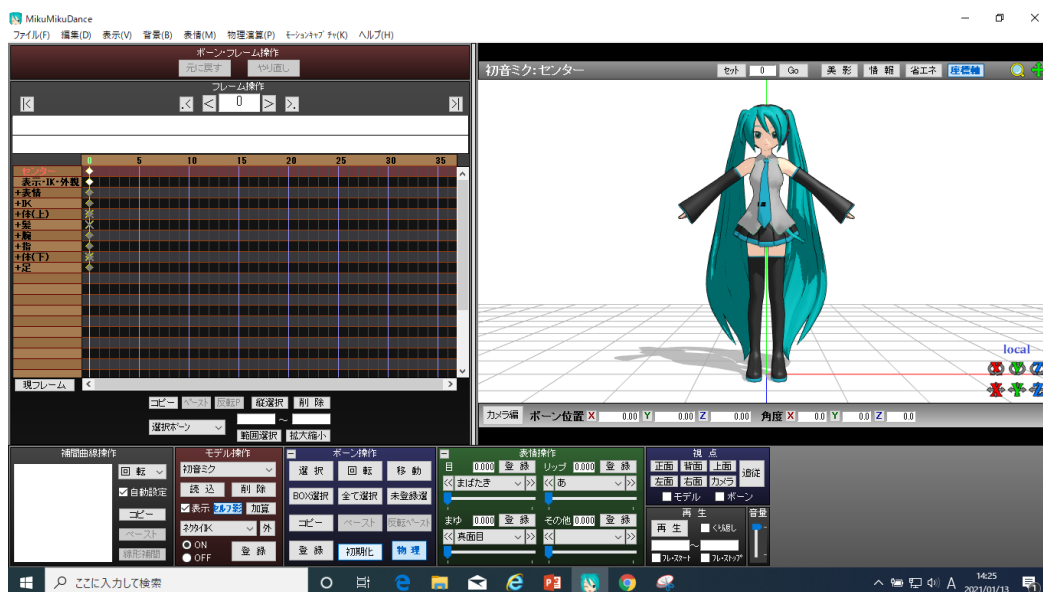 MikuMikuDance
ファイル(F) 編集(D) 表示(V) 背景(B) 表情(M) 物理演算(P) ﾓｰｼｮﾝｷｬﾌﾟﾁｬ(K) ヘルプ(H)
ボーン・フレーム操作
元に戻す やり直し
フレーム操作
|< .< < 0 > >. >|
0 5 10 15 20 25 30 35
センター
表示・IK・外観
+表情
+IK
+体(上)
+髪
+腕
+指
+体(下)
+足
現フレーム < >
コピー ペースト 反転P 縦選択 削 除
選択ﾎﾞｰﾝ ～
範囲選択 拡大縮小
初音ミク:センター セット 0 Go 美 影 情 報 省エネ 座標軸
local
X Y Z
カメラ編 ボーン位置 X 0.00 Y 0.00 Z 0.00 角度 X 0.0 Y 0.0 Z 0.0
補間曲線操作
回 転
自動設定
コピー
ペースト
線形補間
モデル操作
初音ミク
読 込 削 除
表示 ｾﾙﾌ影 加算
ﾈｸﾀｲIK 外
ON
OFF
登 録
ボーン操作
選 択 回 転 移 動
BOX選択 全て選択 未登録選
コピー ペースト 反転ﾍﾟｰｽﾄ
登 録 初期化 物 理
表情操作
目 0.000 登 録 リップ 0.000 登 録
<< まばたき >> << あ >>
まゆ 0.000 登 録 その他 0.000 登 録
<< 真面目 >> << >>
視 点
正面 背面 上面
左面 右面 カメラ
追従
モデル ボーン
再 生
再 生 くり返し
～
ﾌﾚ･ｽﾀｰﾄ ﾌﾚ･ｽﾄｯﾌﾟ
音量
ここに入力して検索
A 14:25
2021/01/13
1